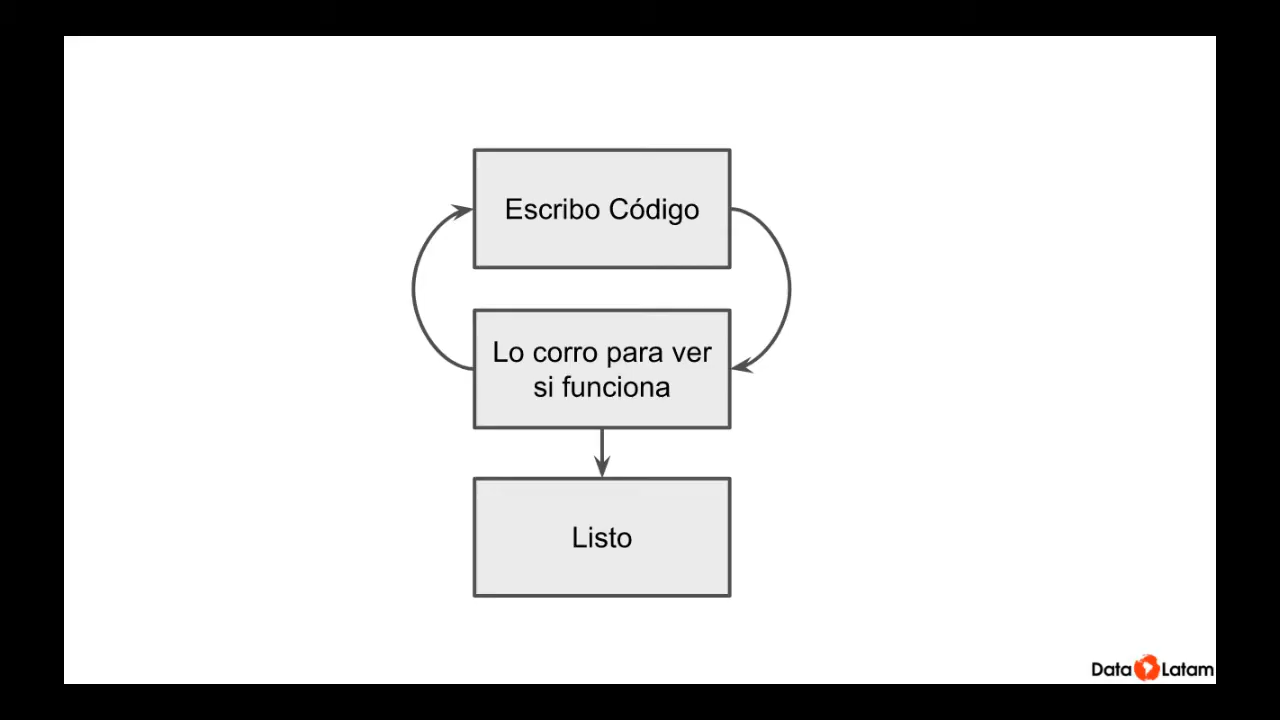 Escribo Código
Lo corro para ver
si funciona
Listo
Data Latam